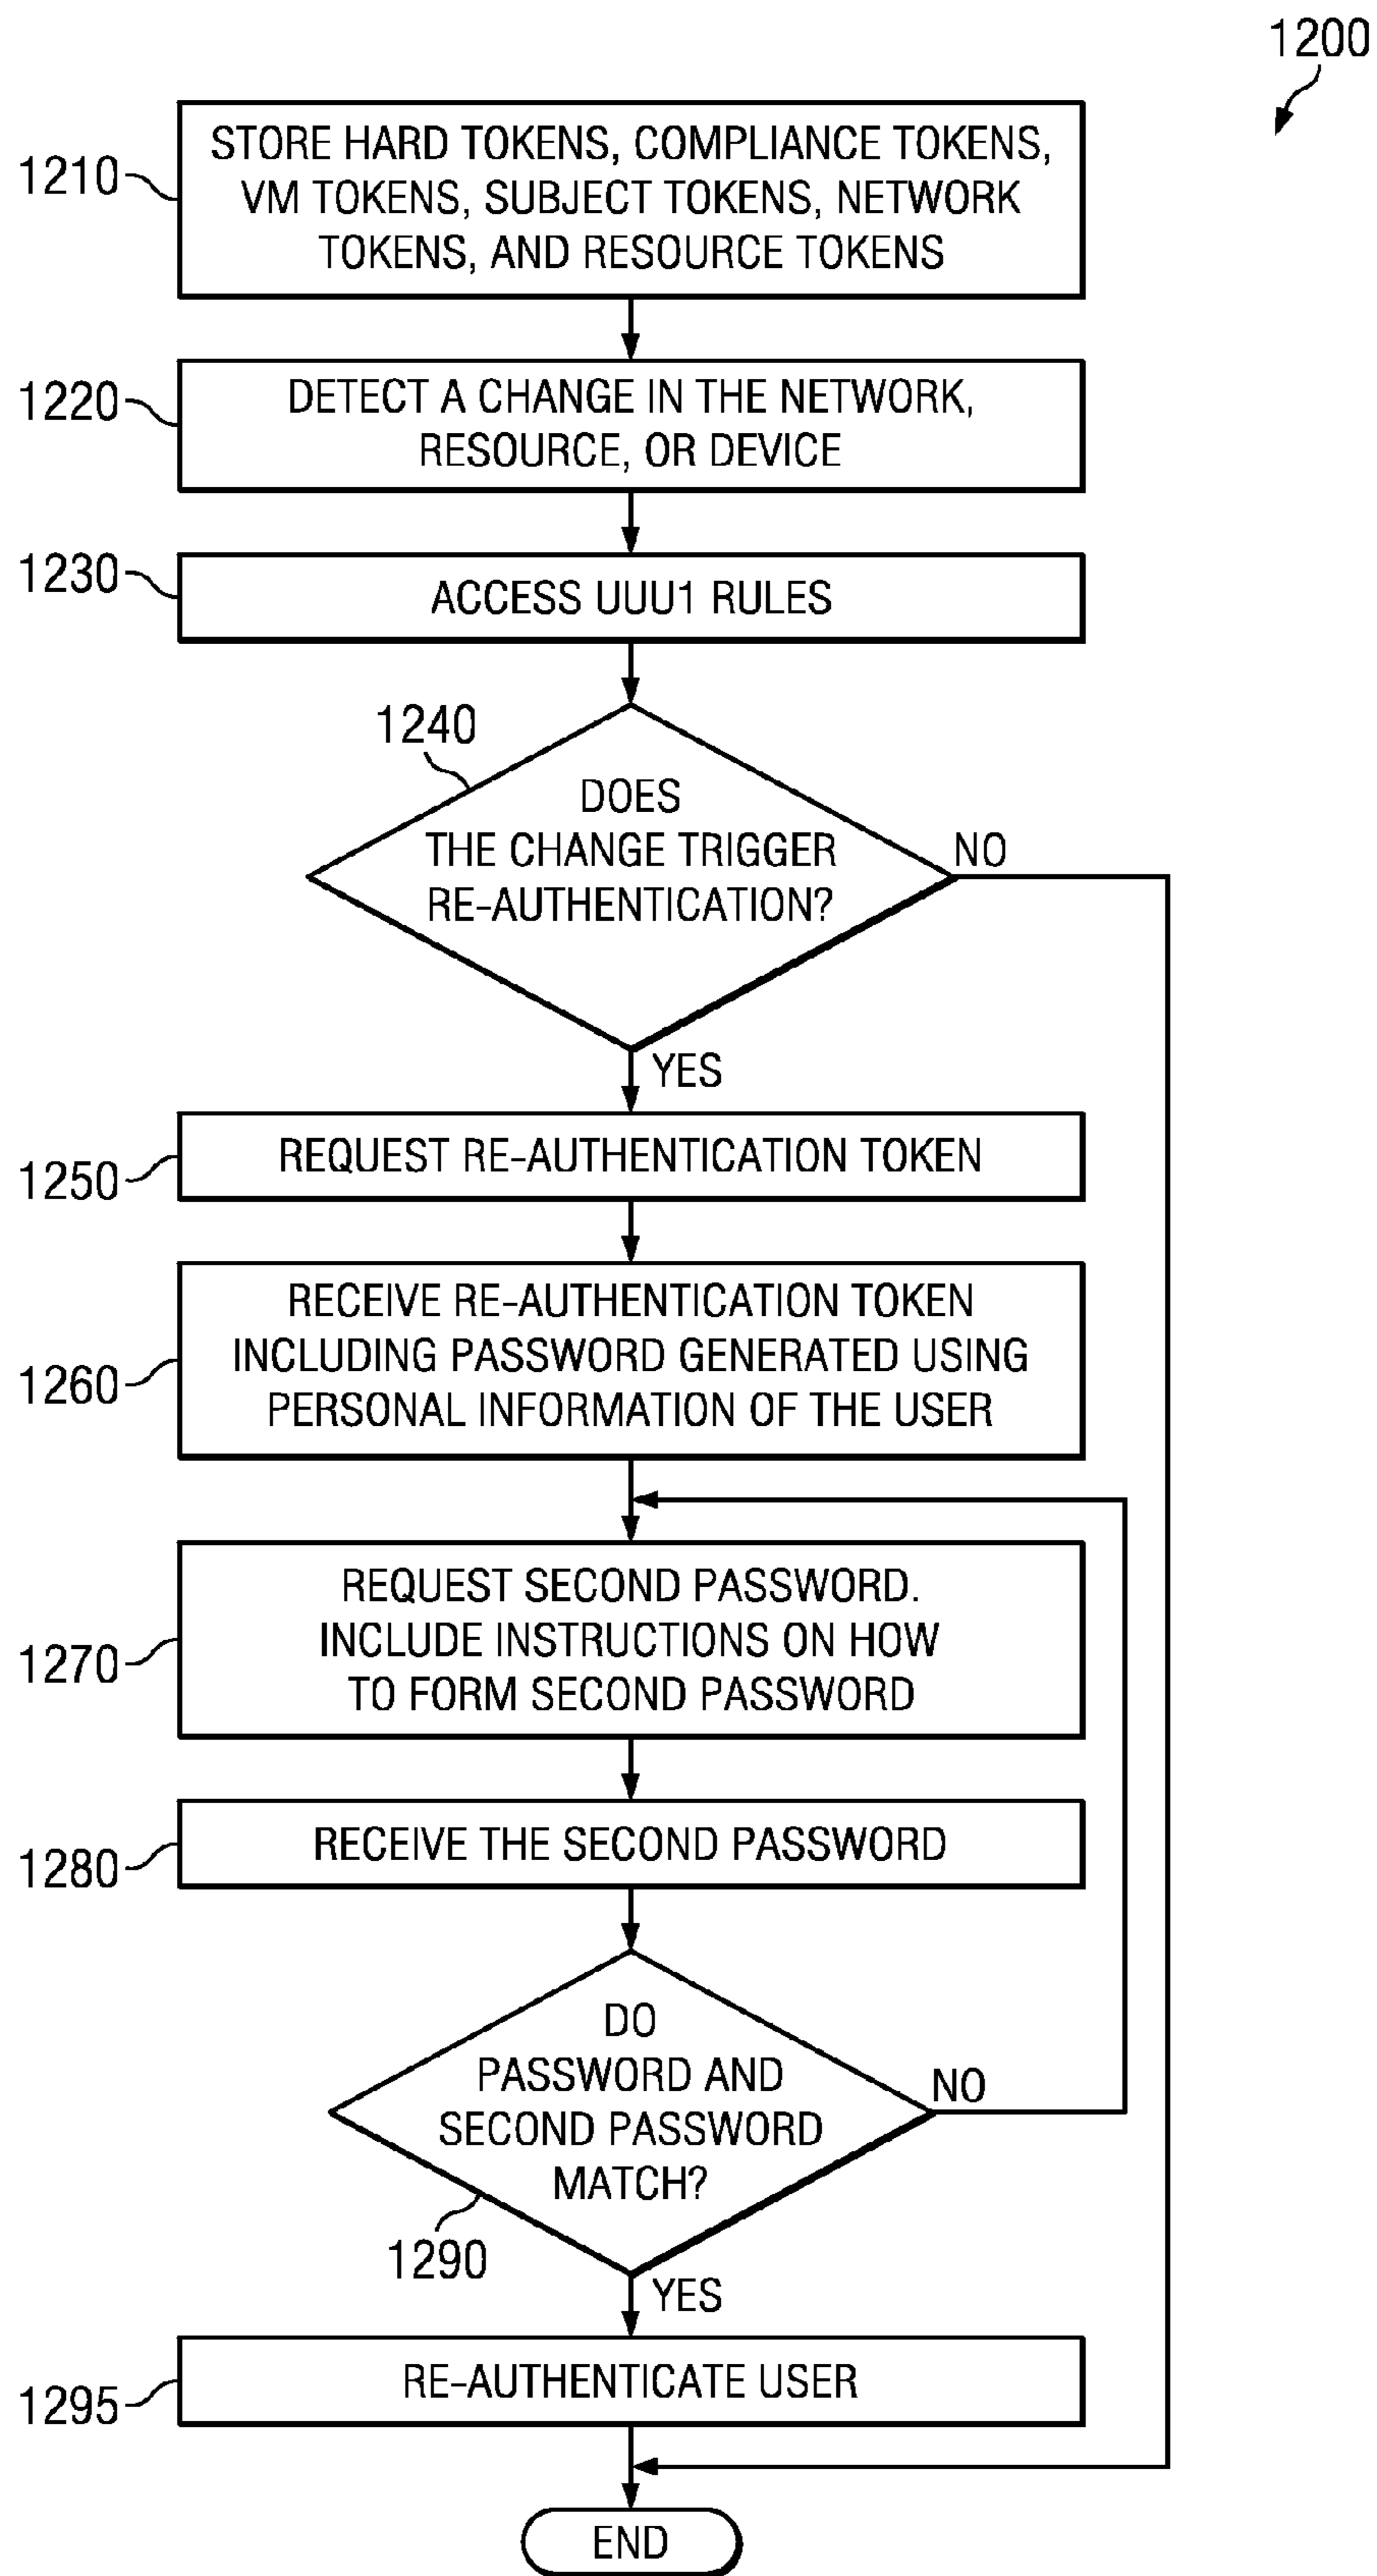 1200
1210
STORE HARD TOKENS, COMPLIANCE TOKENS,
VM TOKENS, SUBJECT TOKENS, NETWORK
TOKENS, AND RESOURCE TOKENS
1220
DETECT A CHANGE IN THE NETWORK,
RESOURCE, OR DEVICE
1230
ACCESS UUU1 RULES
1240
DOES
THE CHANGE TRIGGER
RE-AUTHENTICATION?
NO
YES
1250
REQUEST RE-AUTHENTICATION TOKEN
1260
RECEIVE RE-AUTHENTICATION TOKEN
INCLUDING PASSWORD GENERATED USING
PERSONAL INFORMATION OF THE USER
1270
REQUEST SECOND PASSWORD.
INCLUDE INSTRUCTIONS ON HOW
TO FORM SECOND PASSWORD
1280
RECEIVE THE SECOND PASSWORD
DO
PASSWORD AND
SECOND PASSWORD
MATCH?
NO
1290
YES
1295
RE-AUTHENTICATE USER
END